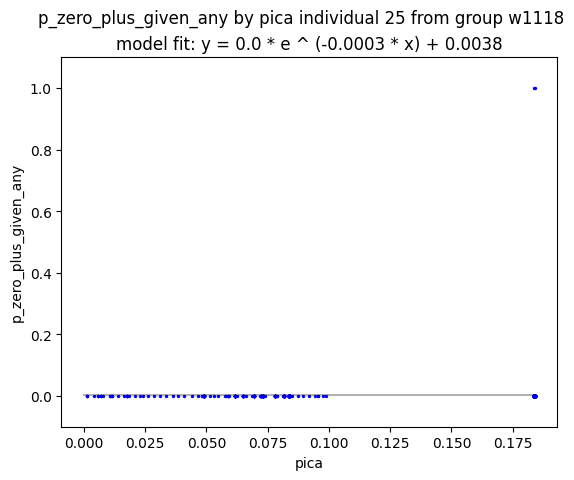 p_zero_plus_given_any by pica individual 25 from group w1118
model fit: y = 0.0 * e ^ (-0.0003 * x) + 0.0038
1.0
0.8
0.6
0.4
0.2
0.0
p_zero_plus_given_any
0.000 0.025 0.050 0.075 0.100 0.125 0.150 0.175
pica